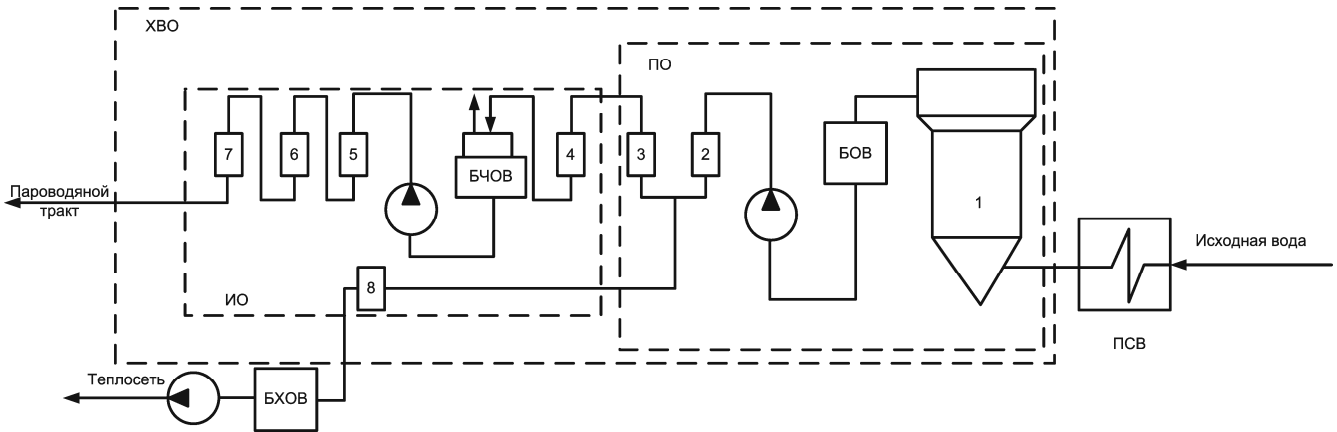 ХВО
ПО
7
6
5
БЧОВ
4
3
2
БОВ
1
Пароводяной
тракт
Исходная вода
ИО
8
ПСВ
Теплосеть
БХОВ